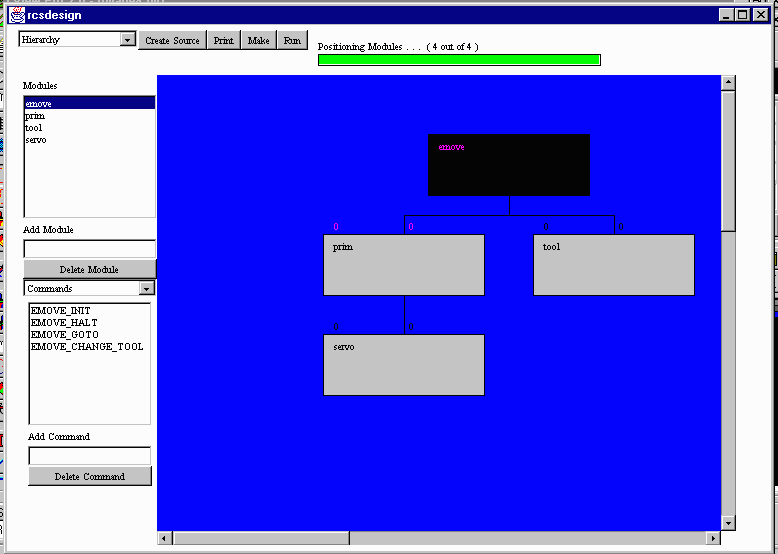 rcsdesign
Hierarchy
Create Source
Print
Make
Run
Positioning Modules . . . ( 4 out of 4 )
Modules
emove
prim
tool
servo
Add Module
Delete Module
Commands
EMOVE_INIT
EMOVE_HALT
EMOVE_GOTO
EMOVE_CHANGE_TOOL
Add Command
Delete Command
emove
0 0
prim
0 0
tool
0 0
servo